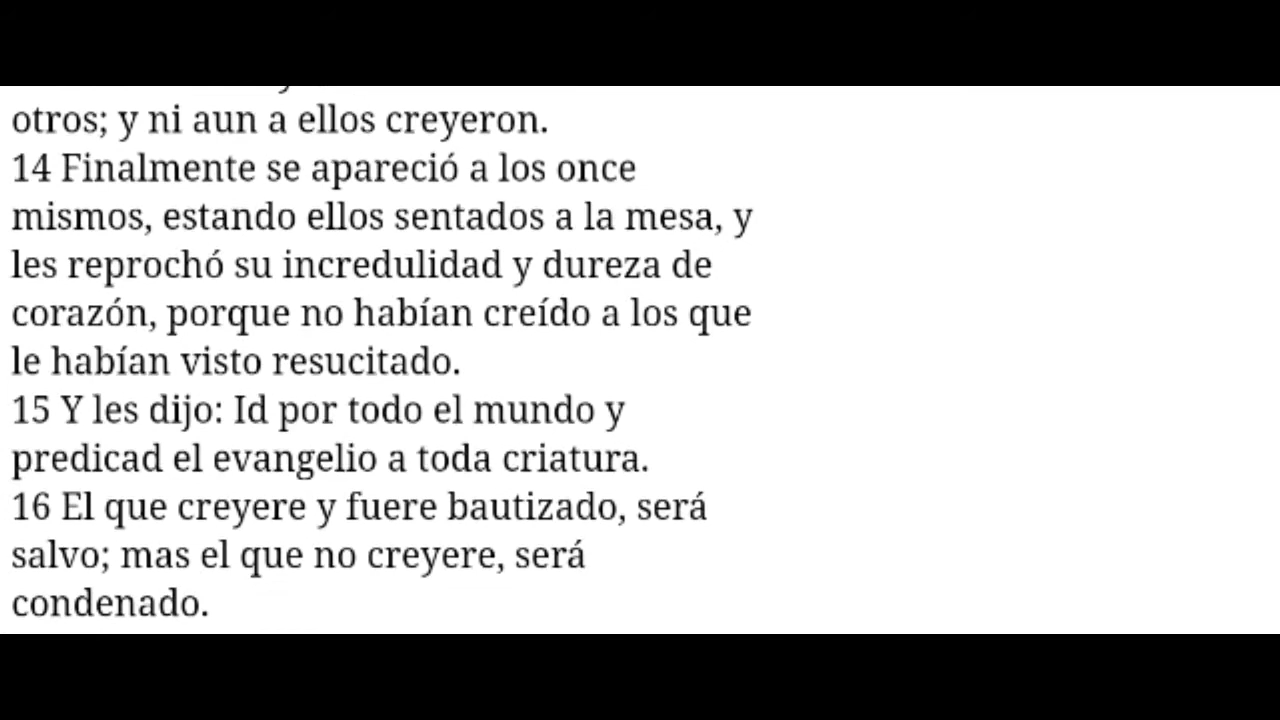 otros; y ni aun a ellos creyeron.
14 Finalmente se apareció a los once
mismos, estando ellos sentados a la mesa, y
les reprochó su incredulidad y dureza de
corazón, porque no habían creído a los que
le habían visto resucitado.
15 Y les dijo: Id por todo el mundo y
predicad el evangelio a toda criatura.
16 El que creyere y fuere bautizado, será
salvo; mas el que no creyere, será
condenado.